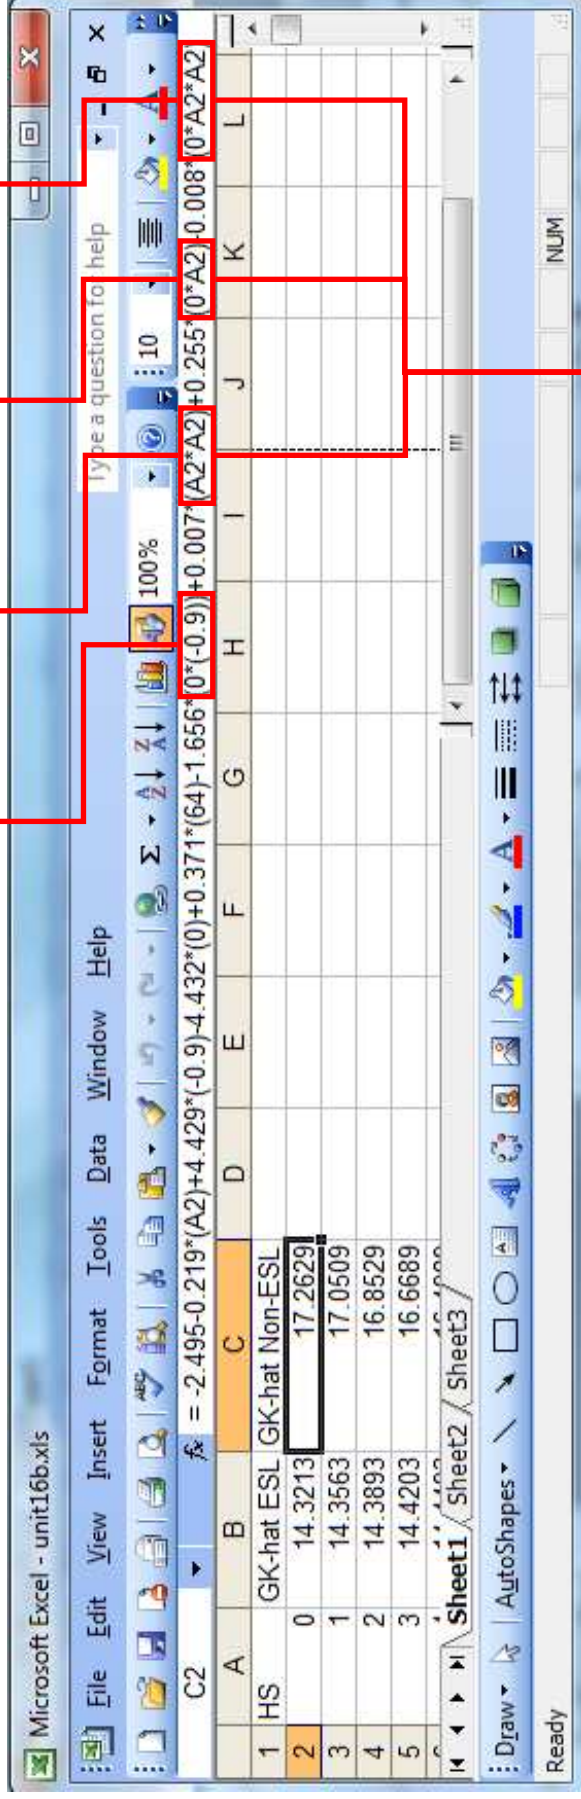 Microsoft Excel - unit16b.xls
File Edit View Insert Format Tools Data Window Help
Type a question for help
Σ 100% 10
C2 fx = -2.495-0.219*(A2)+4.429*(-0.9)-4.432*(0)+0.371*(64)-1.656*(0*(-0.9))+0.007*(A2*A2)+0.255*(0*A2)-0.008*(0*A2*A2)
A B C D E F G H I J K L
1 HS GK-hat ESL GK-hat Non-ESL
2 0 14.3213 17.2629
3 1 14.3563 17.0509
4 2 14.3893 16.8529
5 3 14.4203 16.6689
Sheet1 Sheet2 Sheet3
Draw AutoShapes
Ready NUM